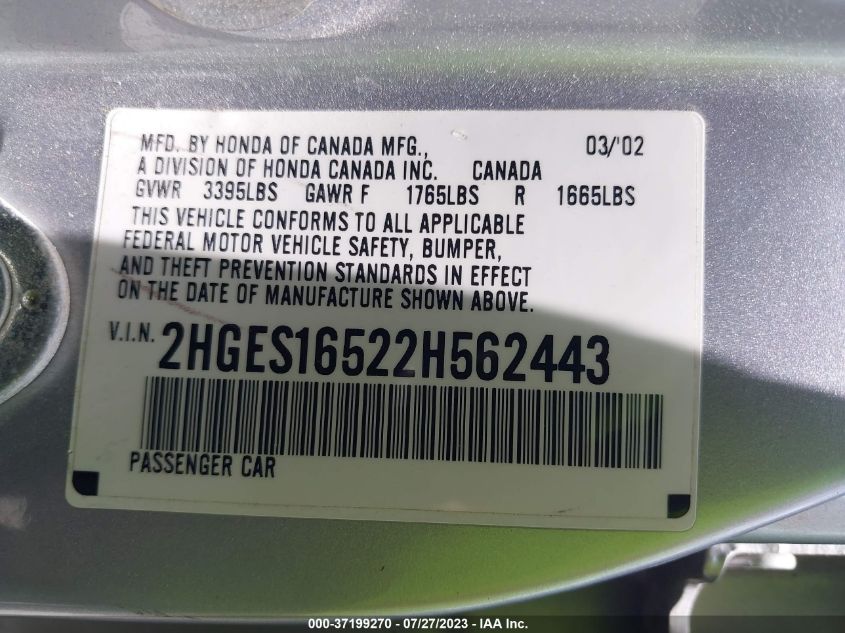 MFD. BY HONDA OF CANADA MFG., 03/'02
A DIVISION OF HONDA CANADA INC. CANADA
GVWR 3395LBS GAWR F 1765LBS R 1665LBS
THIS VEHICLE CONFORMS TO ALL APPLICABLE
FEDERAL MOTOR VEHICLE SAFETY, BUMPER,
AND THEFT PREVENTION STANDARDS IN EFFECT
ON THE DATE OF MANUFACTURE SHOWN ABOVE.
V.I.N. 2HGES16522H562443
PASSENGER CAR
000-37199270 - 07/27/2023 - IAA Inc.